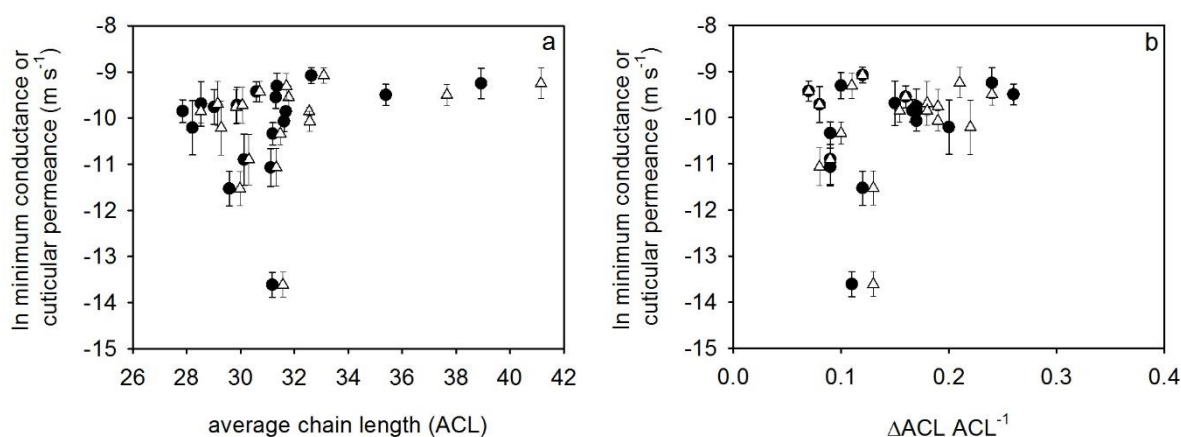 a
ln minimum conductance or
cuticular permeance (m s⁻¹)
-8
-9
-10
-11
-12
-13
-14
-15
26 28 30 32 34 36 38 40 42
average chain length (ACL)
b
ln minimum conductance or
cuticular permeance (m s⁻¹)
-8
-9
-10
-11
-12
-13
-14
-15
0.0 0.1 0.2 0.3 0.4
ΔACL ACL⁻¹